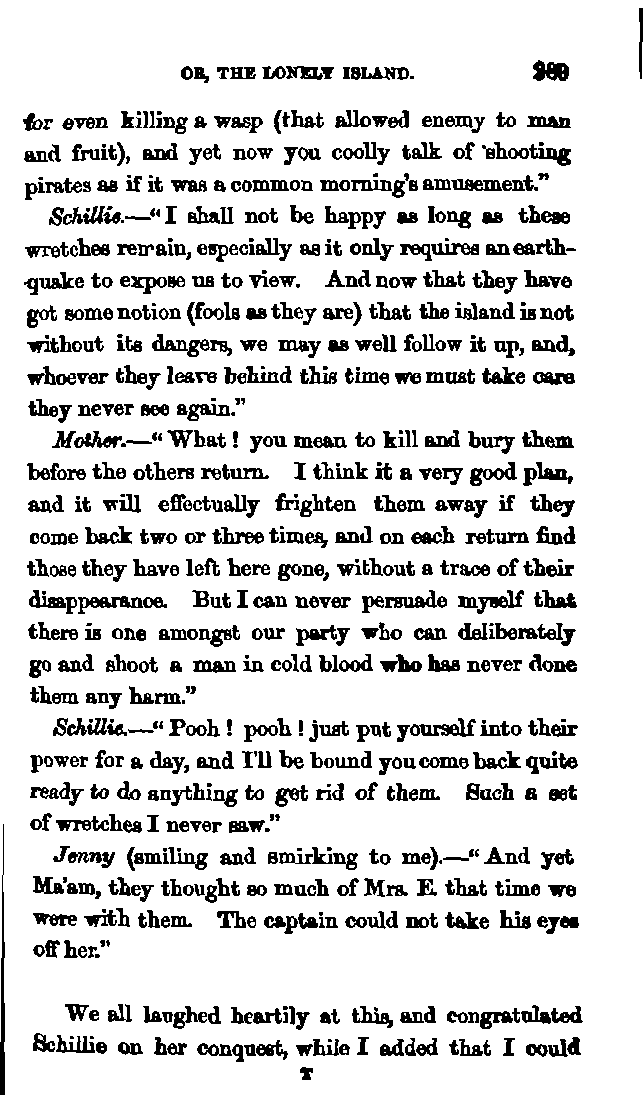 OR, THE LONELY ISLAND.
for even killing a wasp (that allowed enemy to man
and fruit), and yet now you coolly talk of shooting
pirates as if it was a common morning's amusement."
Schillie.—"I shall not be happy as long as these
wretches remain, especially as it only requires an earth-
quake to expose us to view. And now that they have
got some notion (fools as they are) that the island is not
without its dangers, we may as well follow it up, and,
whoever they leave behind this time we must take care
they never see again."
Mother.—"What! you mean to kill and bury them
before the others return. I think it a very good plan,
and it will effectually frighten them away if they
come back two or three times, and on each return find
those they have left here gone, without a trace of their
disappearance. But I can never persuade myself that
there is one amongst our party who can deliberately
go and shoot a man in cold blood who has never done
them any harm."
Schillie.—"Pooh! pooh! just put yourself into their
power for a day, and I'll be bound you come back quite
ready to do anything to get rid of them. Such a set
of wretches I never saw."
Jenny (smiling and smirking to me).—"And yet
Ma'am, they thought so much of Mrs. E. that time we
were with them. The captain could not take his eyes
off her."
We all laughed heartily at this, and congratulated
Schillie on her conquest, while I added that I could
T